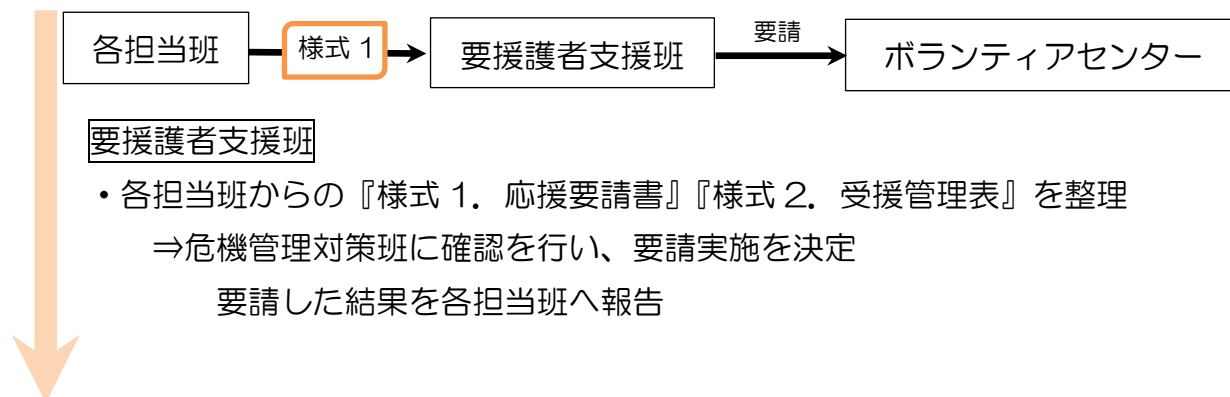 各担当班 様式 1 要援護者支援班 要請 ボランティアセンター
要援護者支援班
・各担当班からの『様式 1．応援要請書』『様式 2．受援管理表』を整理
⇒危機管理対策班に確認を行い、要請実施を決定
要請した結果を各担当班へ報告